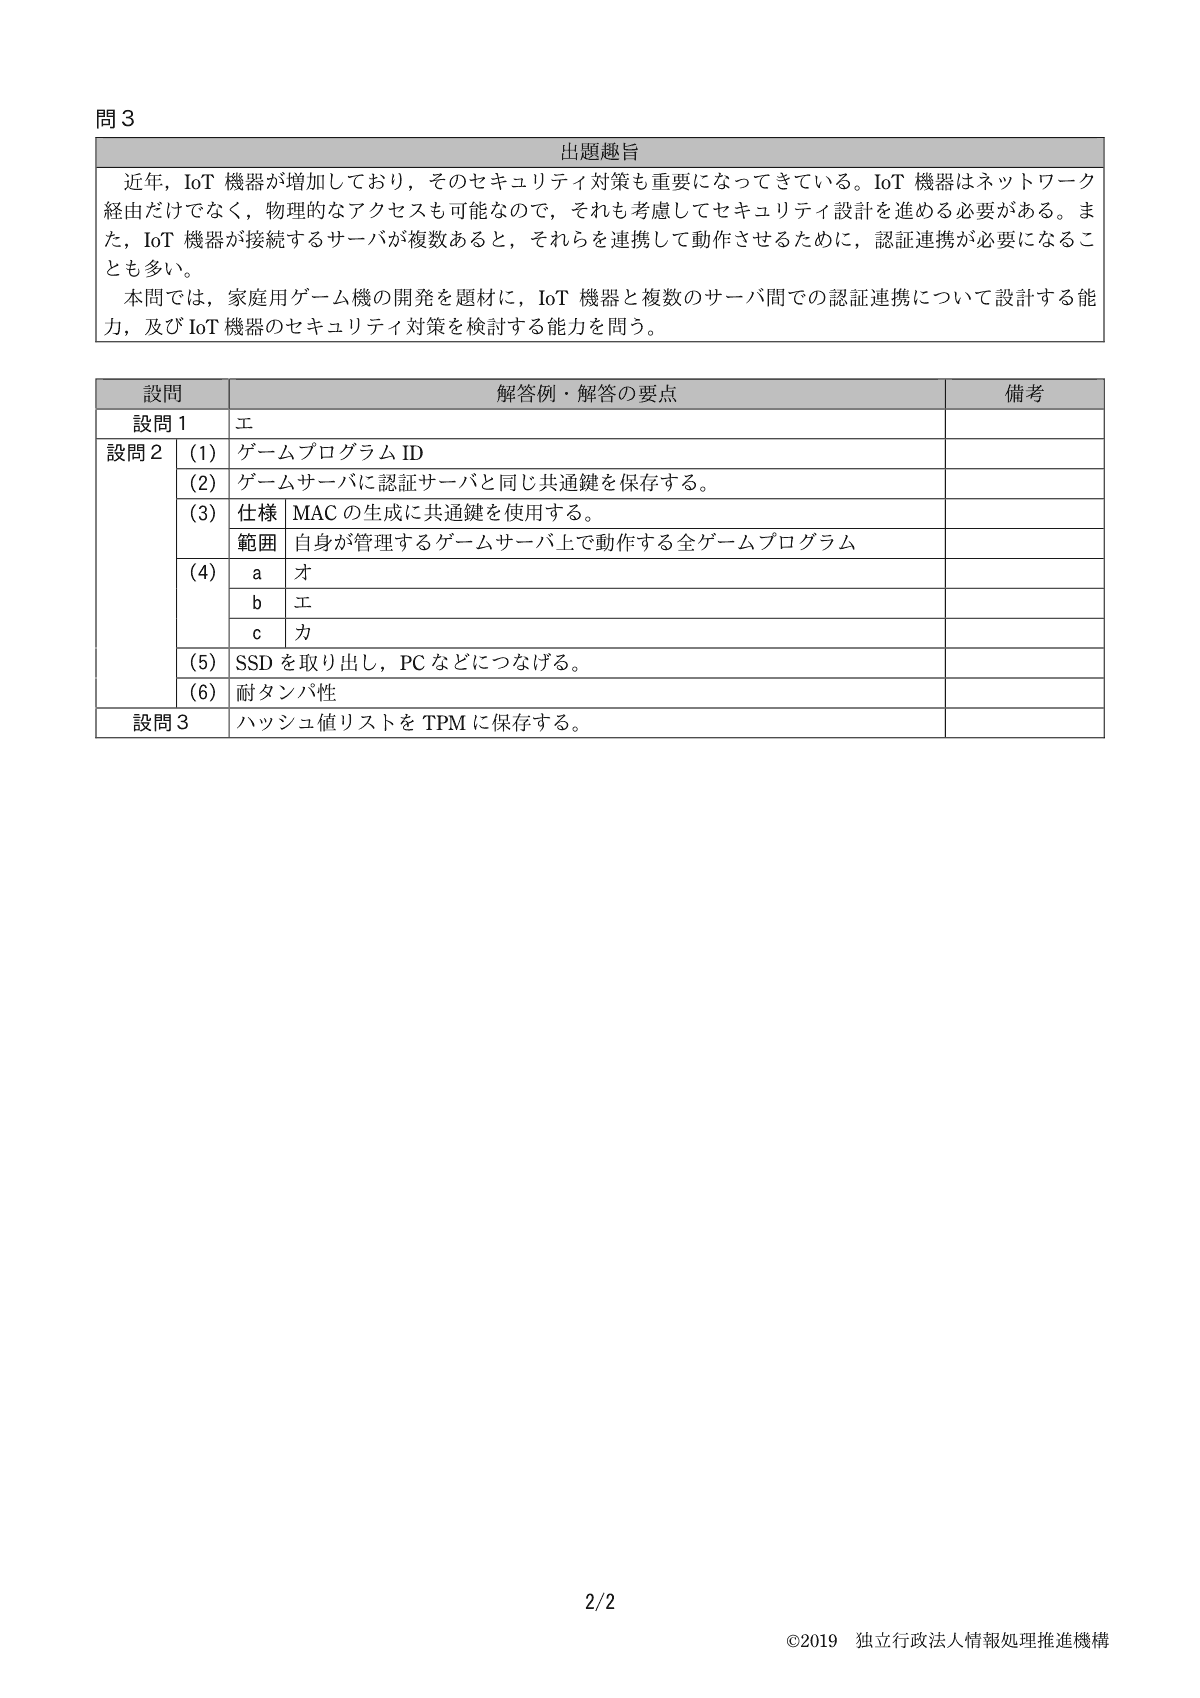 問３
出題趣旨
近年，IoT 機器が増加しており，そのセキュリティ対策も重要になってきている。IoT 機器はネットワーク
経由だけでなく，物理的なアクセスも可能なので，それも考慮してセキュリティ設計を進める必要がある。ま
た，IoT 機器が接続するサーバが複数あると，それらを連携して動作させるために，認証連携が必要になるこ
とも多い。
本問では，家庭用ゲーム機の開発を題材に，IoT 機器と複数のサーバ間での認証連携について設計する能
力，及び IoT 機器のセキュリティ対策を検討する能力を問う。
設問 解答例・解答の要点 備考
設問１ エ
設問２ (1) ゲームプログラム ID
(2) ゲームサーバに認証サーバと同じ共通鍵を保存する。
(3) 仕様 MAC の生成に共通鍵を使用する。
範囲 自身が管理するゲームサーバ上で動作する全ゲームプログラム
(4) a オ
b エ
c カ
(5) SSD を取り出し，PC などにつなげる。
(6) 耐タンパ性
設問３ ハッシュ値リストを TPM に保存する。
2/2
©2019 独立行政法人情報処理推進機構